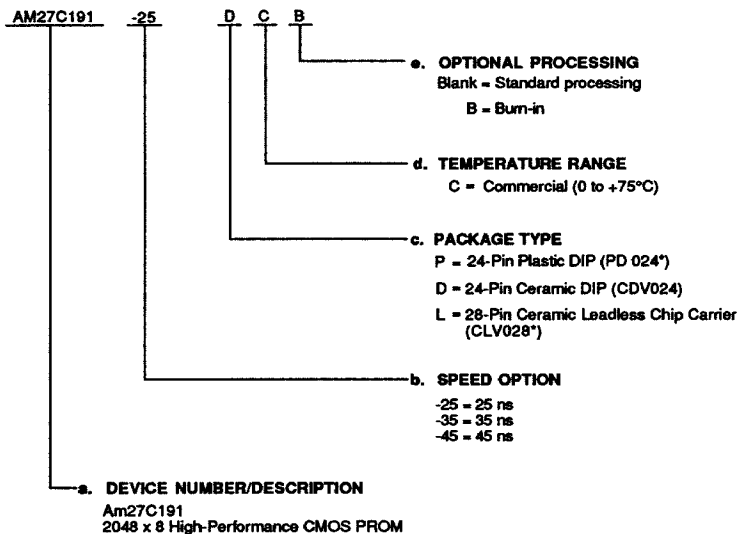 AM27C191 -25 D C B
e. OPTIONAL PROCESSING
Blank = Standard processing
B = Burn-in
d. TEMPERATURE RANGE
C = Commercial (0 to +75°C)
c. PACKAGE TYPE
P = 24-Pin Plastic DIP (PD 024*)
D = 24-Pin Ceramic DIP (CDV024)
L = 28-Pin Ceramic Leadless Chip Carrier
(CLV028*)
b. SPEED OPTION
-25 = 25 ns
-35 = 35 ns
-45 = 45 ns
a. DEVICE NUMBER/DESCRIPTION
Am27C191
2048 x 8 High-Performance CMOS PROM